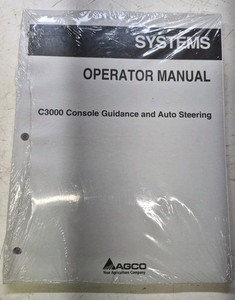 SYSTEMS
OPERATOR MANUAL
C3000 Console Guidance and Auto Steering
AGCO
Your Agriculture Company